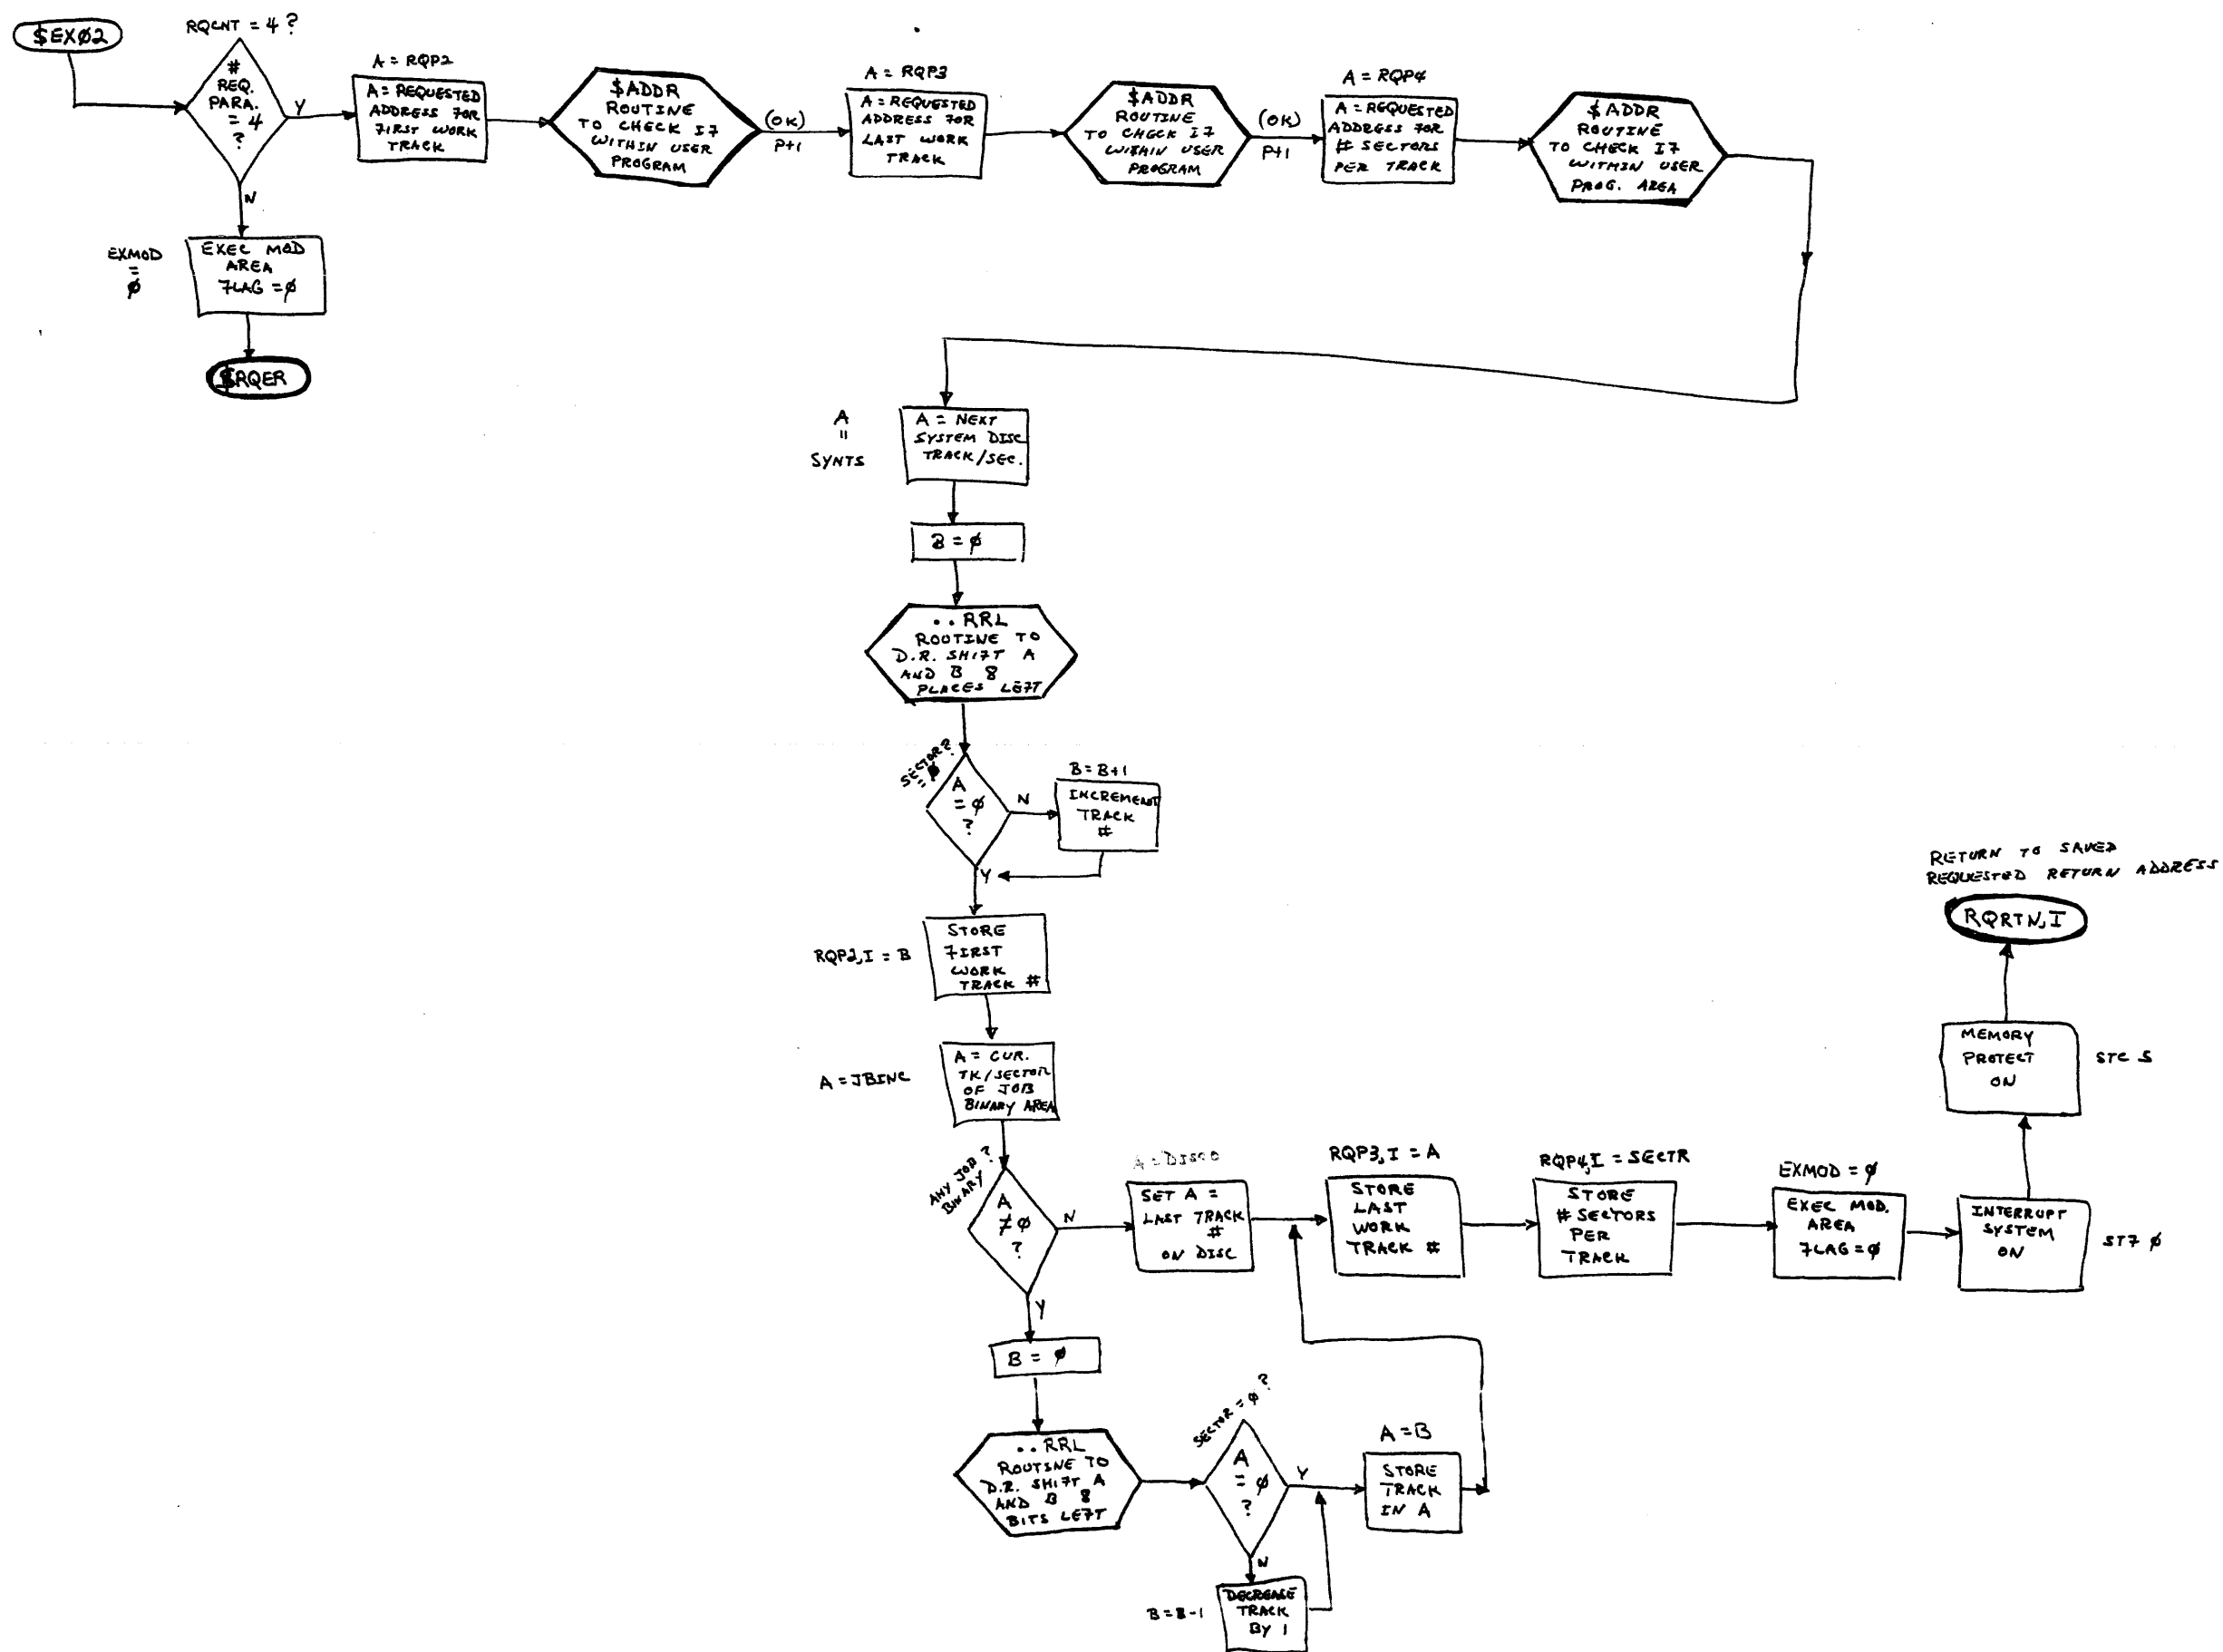 $EXØ2
RQCNT = 4 ?
#
REQ.
PARA.
= 4
?
Y
N
A = RQP2
A = REQUESTED
ADDRESS FOR
FIRST WORK
TRACK
$ADDR
ROUTINE
TO CHECK IF
WITHIN USER
PROGRAM
(OK)
P+1
A = RQP3
A = REQUESTED
ADDRESS FOR
LAST WORK
TRACK
$ADDR
ROUTINE
TO CHECK IF
WITHIN USER
PROGRAM
(OK)
P+1
A = RQP4
A = REQUESTED
ADDRESS FOR
# SECTORS
PER TRACK
$ADDR
ROUTINE
TO CHECK IF
WITHIN USER
PROG. AREA
EXMOD
=
Ø
EXEC MOD
AREA
FLAG = Ø
$RQER
A
=
SYNTS
A = NEXT
SYSTEM DISC
TRACK/SEC.
B = Ø
..RRL
ROUTINE TO
D.R. SHIFT A
AND B 8
PLACES LEFT
SECTOR?
= Ø
A
= Ø
?
N
Y
B = B+1
INCREMENT
TRACK
#
RQP2,I = B
STORE
FIRST
WORK
TRACK #
A = JBINC
A = CUR.
TK/SECTOR
OF JOB
BINARY AREA
ANY JOB ?
BINARY
A
≠ Ø
?
N
Y
SET A =
LAST TRACK
#
ON DISC
RQP3,I = A
STORE
LAST
WORK
TRACK #
RQP4,I = SECTR
STORE
# SECTORS
PER
TRACK
EXMOD = Ø
EXEC MOD.
AREA
FLAG = Ø
INTERRUPT
SYSTEM
ON
STF Ø
MEMORY
PROTECT
ON
STC 5
RETURN TO SAVED
REQUESTED RETURN ADDRESS
RQRTN,I
B = Ø
..RRL
ROUTINE TO
D.R. SHIFT A
AND B 8
BITS LEFT
SECTOR = Ø ?
A
= Ø
?
Y
N
A = B
STORE
TRACK
IN A
B = B-1
DECREASE
TRACK
BY 1